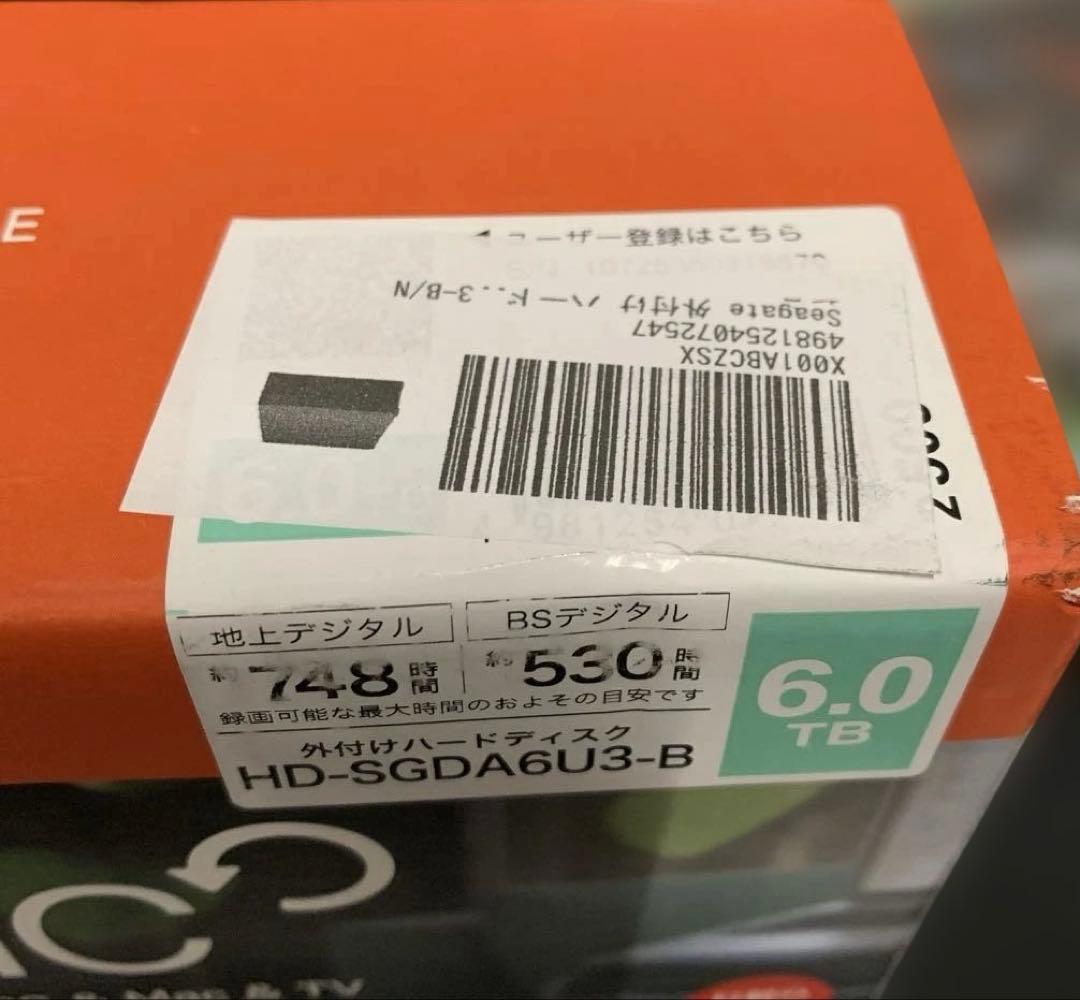 E
ユーザー登録はこちら
X001ABCZSX
4981254072547
Seagate 外付け ハード...3-B/N
地上デジタル
BSデジタル
約748時間
約530時間
録画可能な最大時間のおよその目安です
外付けハードディスク
HD-SGDA6U3-B
6.0
TB
& Mac & TV